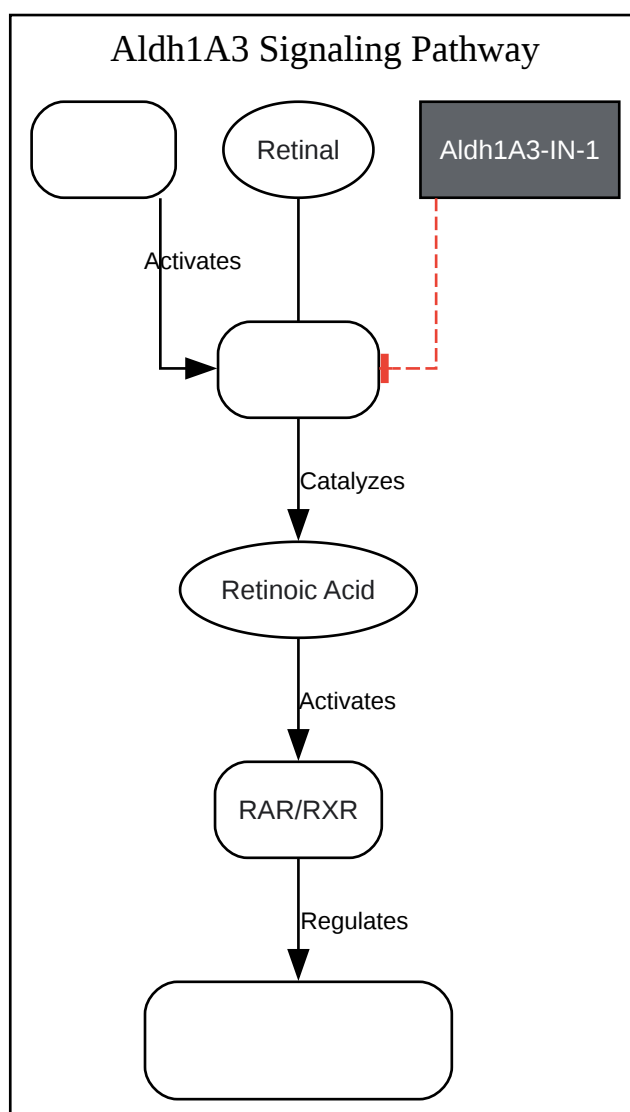 Aldh1A3 Signaling Pathway
Retinal
Aldh1A3-IN-1
Activates
Catalyzes
Retinoic Acid
Activates
RAR/RXR
Regulates